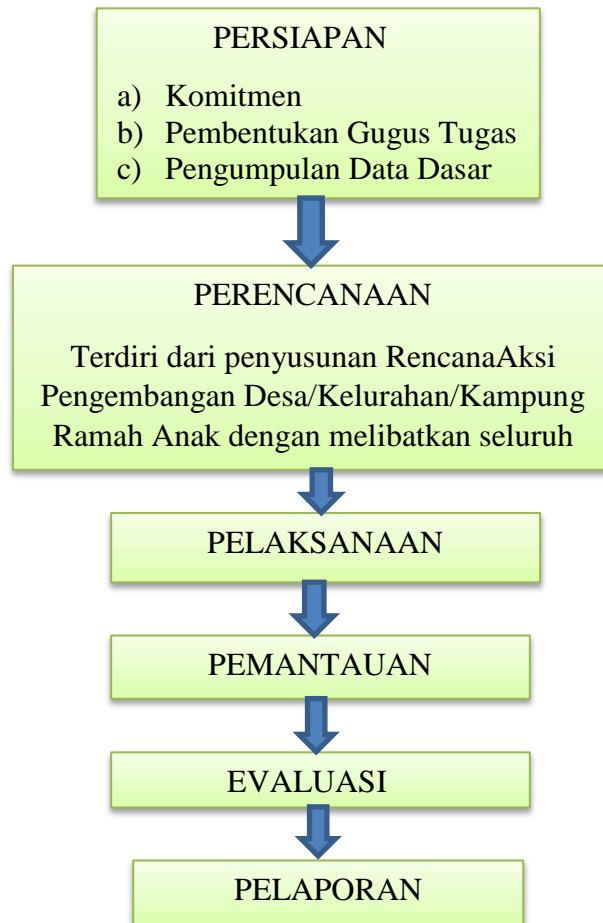 PERSIAPAN
a) Komitmen
b) Pembentukan Gugus Tugas
c) Pengumpulan Data Dasar
PERENCANAAN
Terdiri dari penyusunan RencanaAksi
Pengembangan Desa/Kelurahan/Kampung
Ramah Anak dengan melibatkan seluruh
PELAKSANAAN
PEMANTAUAN
EVALUASI
PELAPORAN